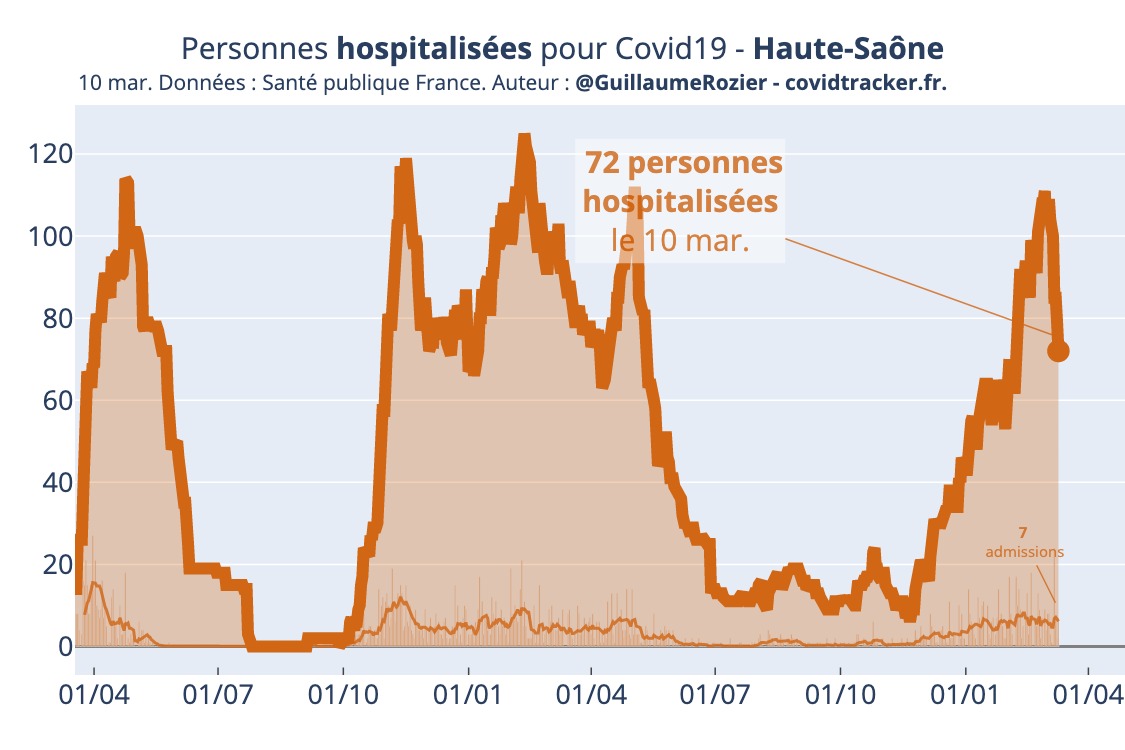 Personnes hospitalisées pour Covid19 - Haute-Saône
10 mar. Données : Santé publique France. Auteur : @GuillaumeRozier - covidtracker.fr.
72 personnes
hospitalisées
le 10 mar.
120
100
80
60
40
20
0
7
admissions
01/04
01/07
01/10
01/01
01/04
01/07
01/10
01/01
01/04